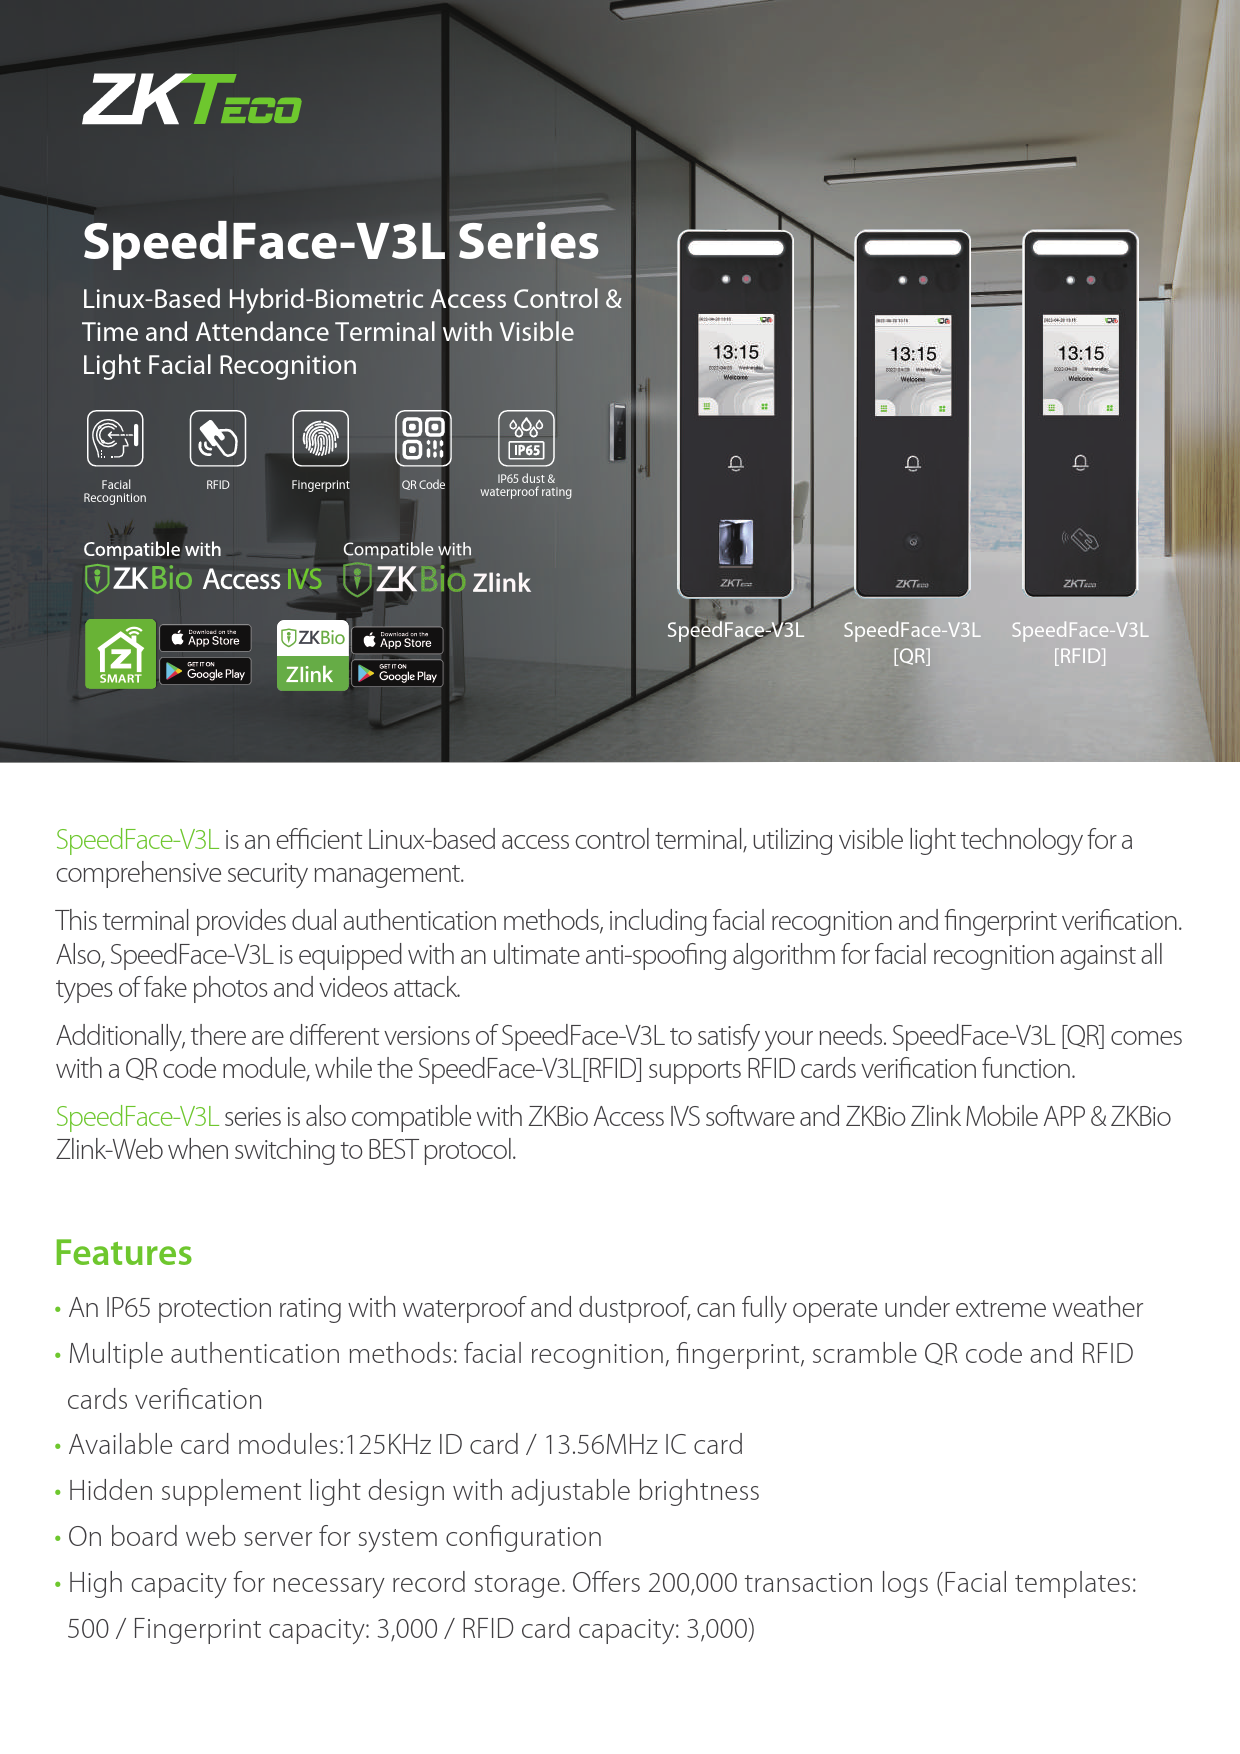 ZKTECO
SpeedFace-V3L Series
Linux-Based Hybrid-Biometric Access Control &
Time and Attendance Terminal with Visible
Light Facial Recognition
IP65
Facial
Recognition
RFID
Fingerprint
QR Code
IP65 dust &
waterproof rating
Compatible with
ZKBio Access IVS
Compatible with
ZKBio Zlink
SMART
Download on the
App Store
GET IT ON
Google Play
ZKBio
Zlink
Download on the
App Store
GET IT ON
Google Play
13:15
Welcome
ZKTECO
SpeedFace-V3L
13:15
Welcome
ZKTECO
SpeedFace-V3L
[QR]
13:15
Welcome
ZKTECO
SpeedFace-V3L
[RFID]
SpeedFace-V3L is an efficient Linux-based access control terminal, utilizing visible light technology for a
comprehensive security management.
This terminal provides dual authentication methods, including facial recognition and fingerprint verification.
Also, SpeedFace-V3L is equipped with an ultimate anti-spoofing algorithm for facial recognition against all
types of fake photos and videos attack.
Additionally, there are different versions of SpeedFace-V3L to satisfy your needs. SpeedFace-V3L [QR] comes
with a QR code module, while the SpeedFace-V3L[RFID] supports RFID cards verification function.
SpeedFace-V3L series is also compatible with ZKBio Access IVS software and ZKBio Zlink Mobile APP & ZKBio
Zlink-Web when switching to BEST protocol.
Features
• An IP65 protection rating with waterproof and dustproof, can fully operate under extreme weather
• Multiple authentication methods: facial recognition, fingerprint, scramble QR code and RFID
cards verification
• Available card modules:125KHz ID card / 13.56MHz IC card
• Hidden supplement light design with adjustable brightness
• On board web server for system configuration
• High capacity for necessary record storage. Offers 200,000 transaction logs (Facial templates:
500 / Fingerprint capacity: 3,000 / RFID card capacity: 3,000)